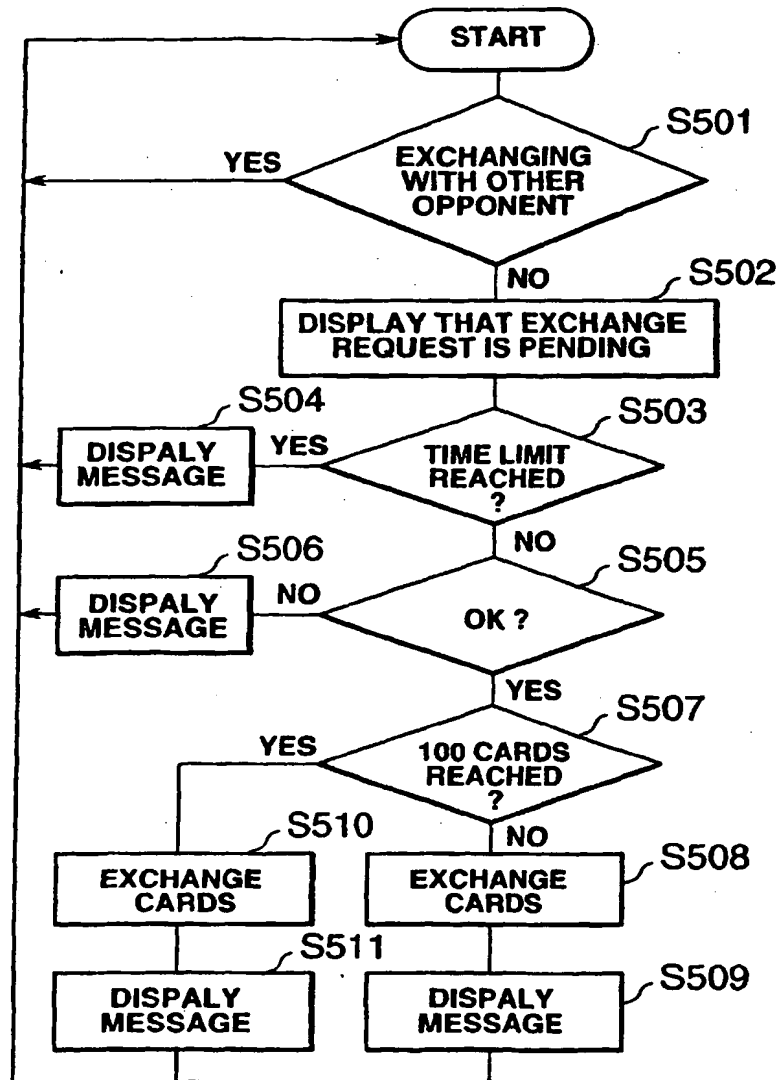 START
S501
YES
EXCHANGING
WITH OTHER
OPPONENT
NO
S502
DISPLAY THAT EXCHANGE
REQUEST IS PENDING
S504
S503
DISPALY
MESSAGE
YES
TIME LIMIT
REACHED
?
NO
S506
S505
DISPALY
MESSAGE
NO
OK ?
YES
S507
YES
100 CARDS
REACHED
?
S510
NO
S508
EXCHANGE
CARDS
EXCHANGE
CARDS
S511
S509
DISPALY
MESSAGE
DISPALY
MESSAGE